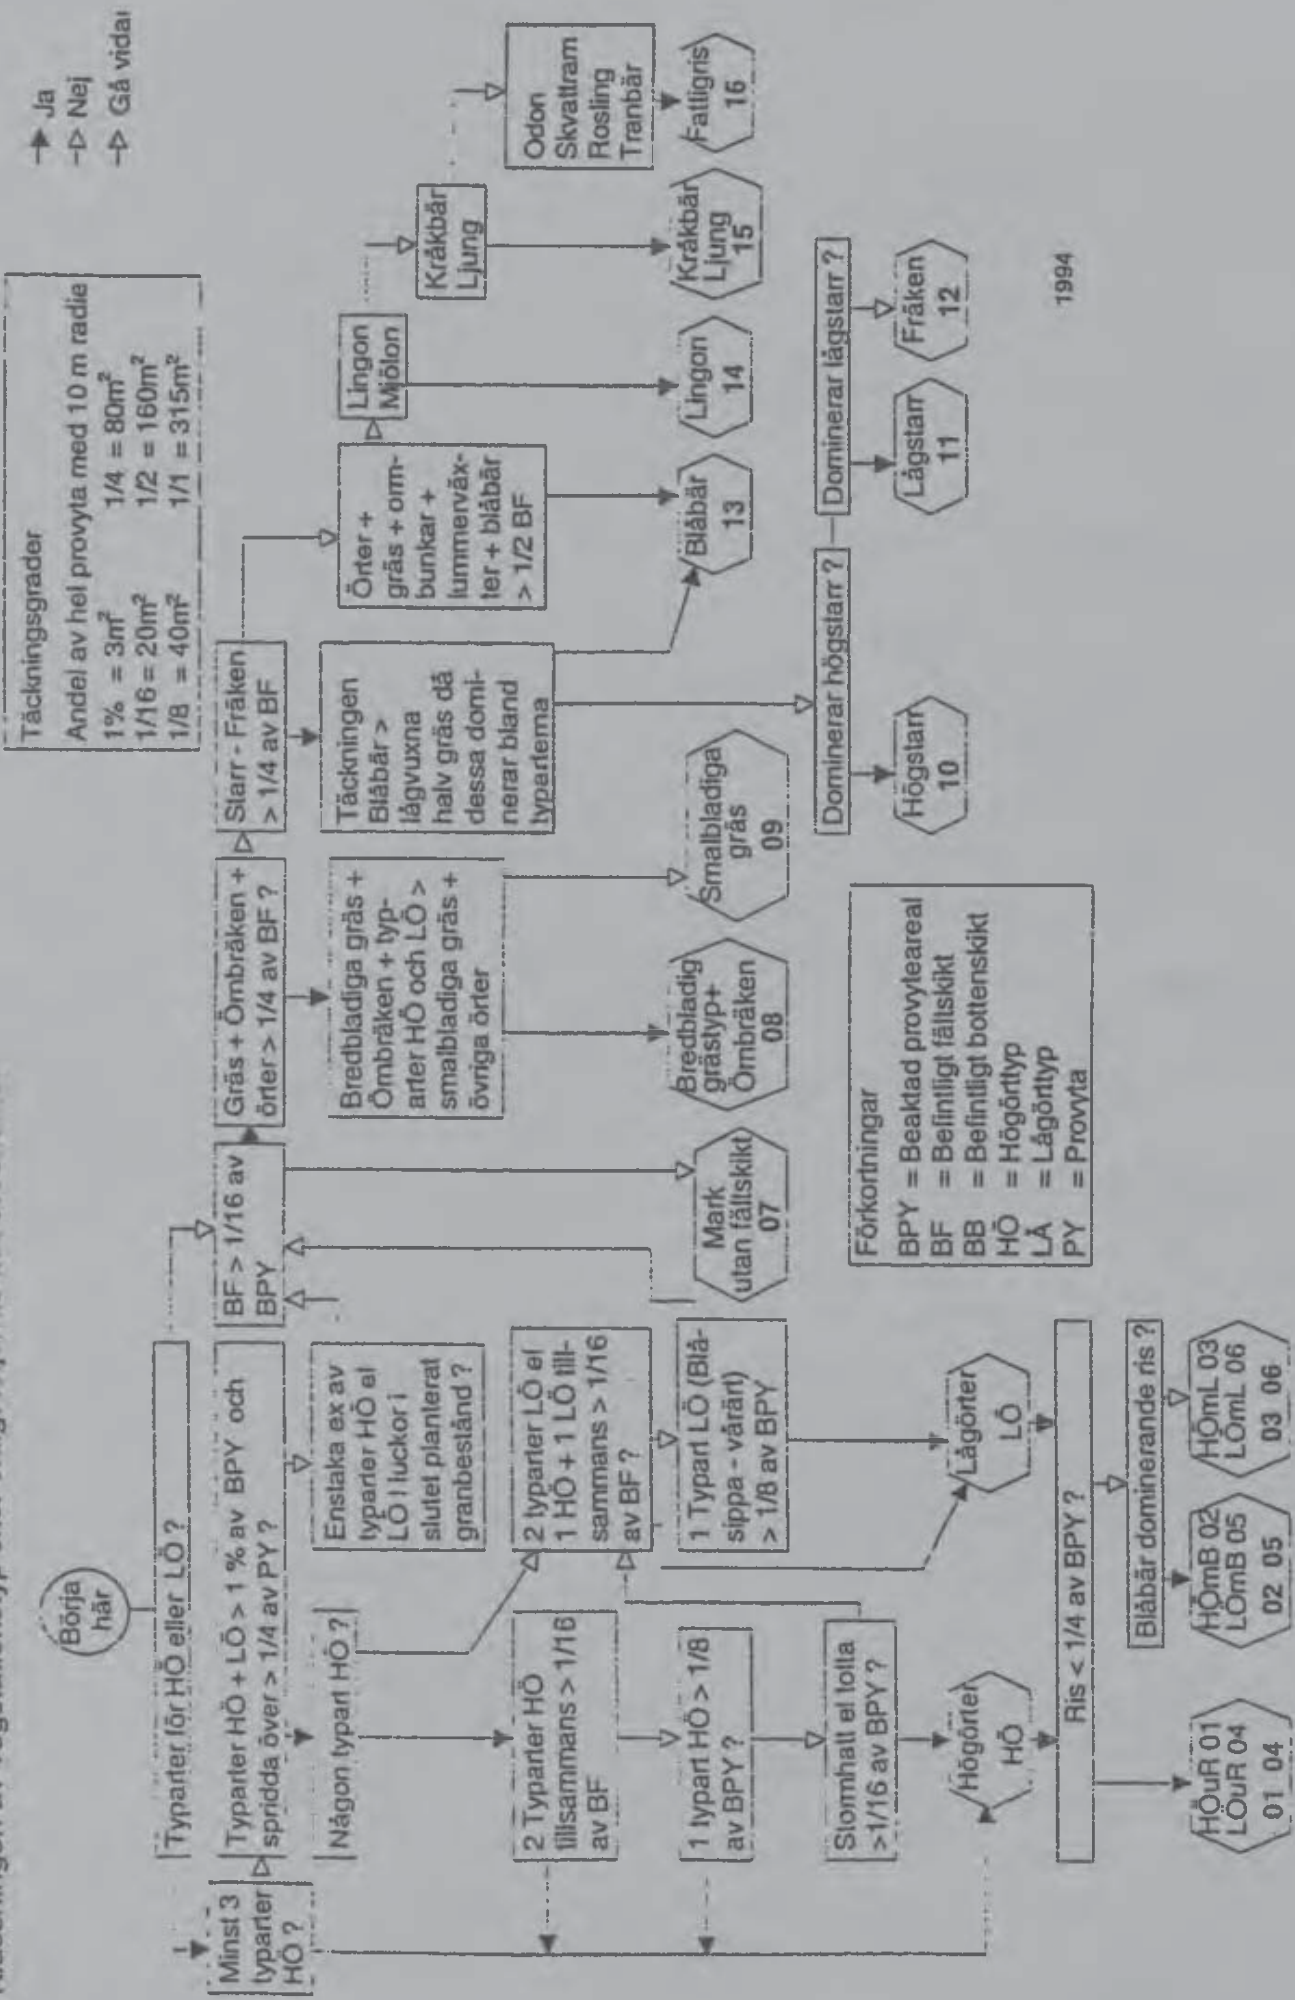 Ja
Nej
Gå vidar
Täckningsgrader
Andel av hel provyta med 10 m radie
1% = 3m² 1/4 = 80m²
1/16 = 20m² 1/2 = 160m²
1/8 = 40m² 1/1 = 315m²
Börja
här
Typarter för HÖ eller LÖ ?
Minst 3
typarter
HÖ ?
Typarter HÖ + LÖ > 1 % av BPY och
spridda över > 1/4 av PY ?
BF > 1/16 av
BPY
Gräs + Örnbräken +
örter > 1/4 av BF ?
Starr - Fräken
> 1/4 av BF
Någon typart HÖ ?
Enstaka ex av
typarter HÖ el
LÖ i luckor i
slutet planterat
granbestånd ?
Bredbladiga gräs +
Örnbräken + typ-
arter HÖ och LÖ >
smalbladiga gräs +
övriga örter
Täckningen
Blåbär >
lågvuxna
halv gräs då
dessa domi-
nerar bland
typarterna
Örter +
gräs + orm-
bunkar +
lummerväx-
ter + blåbär
> 1/2 BF
Lingon
Mjölon
Kråkbär
Ljung
Odon
Skvattram
Rosling
Tranbär
2 Typarter HÖ
tillsammans > 1/16
av BF
2 typarter LÖ el
1 HÖ + 1 LÖ till-
sammans > 1/16
av BF ?
1 typart HÖ > 1/8
av BPY ?
1 Typart LÖ (Blå-
sippa - vårärt)
> 1/8 av BPY
Mark
utan fältskikt
07
Bredbladig
grästyp+
Örnbräken
08
Smalbladiga
gräs
09
Blåbär
13
Lingon
14
Kråkbär
Ljung
15
Fattigris
16
Stormhatt el tolta
>1/16 av BPY ?
Dominerar högstarr ?
Dominerar lågstarr ?
Högstarr
10
Lågstarr
11
Fräken
12
Högörter
HÖ
Lågörter
LÖ
Förkortningar
BPY = Beaktad provyteareal
BF = Befintligt fältskikt
BB = Befintligt bottenskikt
HÖ = Högörttyp
LÅ = Lågörttyp
PY = Provyta
1994
Ris < 1/4 av BPY ?
Blåbär dominerande ris ?
HÖuR 01
LÖuR 04
01 04
HÖmB 02
LÖmB 05
02 05
HÖmL 03
LÖmL 06
03 06